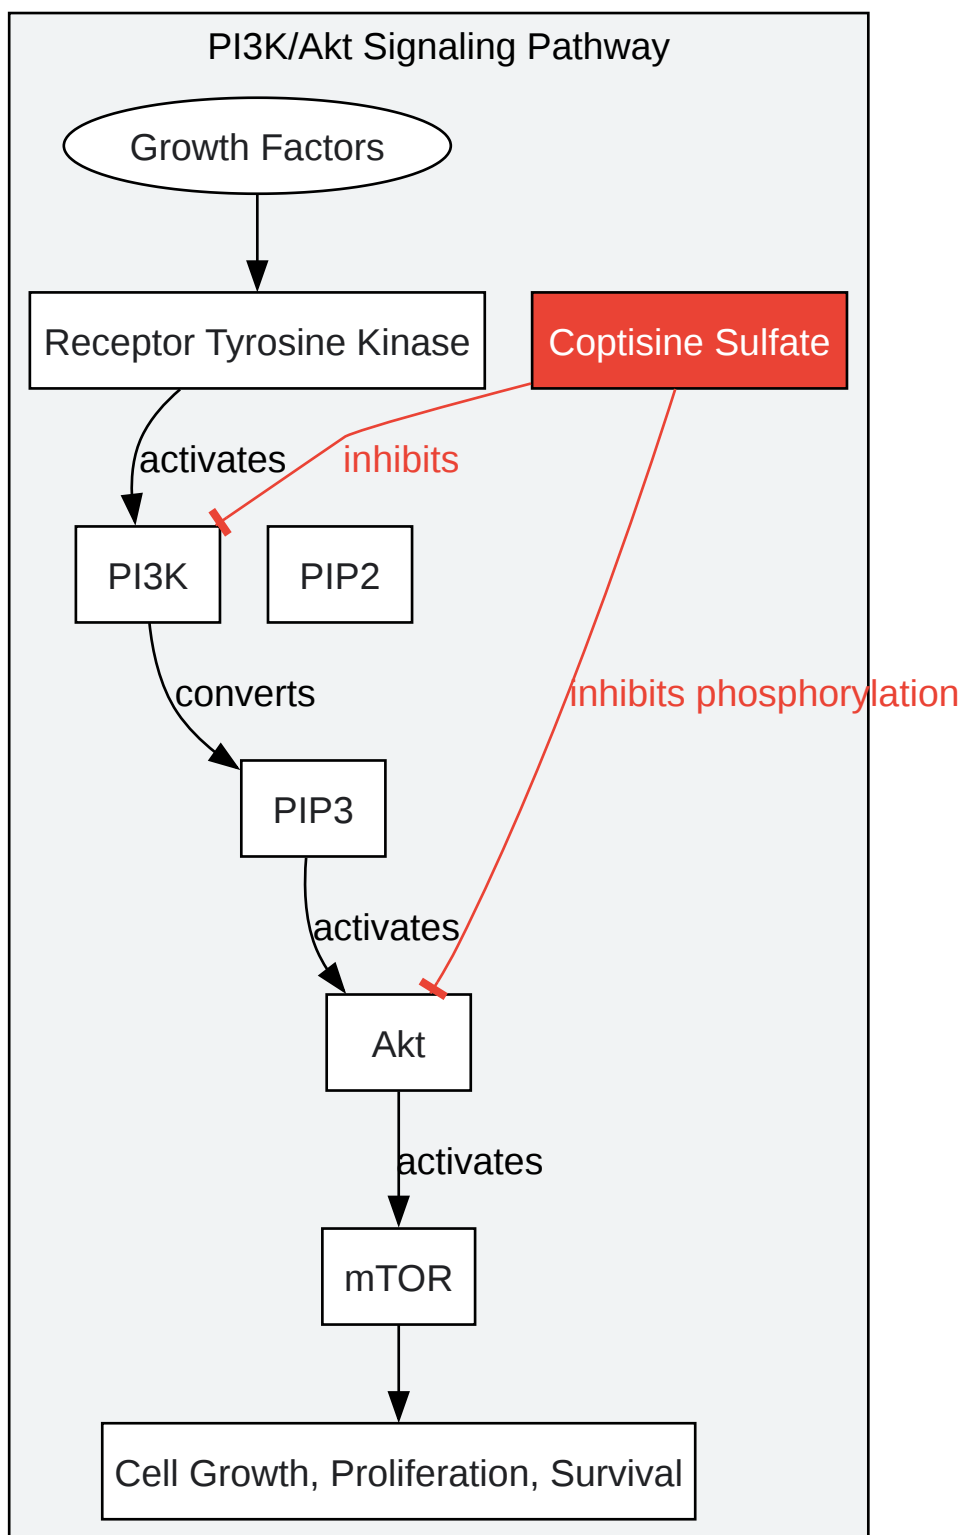 PI3K/Akt Signaling Pathway
Growth Factors
Receptor Tyrosine Kinase
Coptisine Sulfate
activates
inhibits
PI3K
PIP2
converts
inhibits phosphorylation
PIP3
activates
Akt
activates
mTOR
Cell Growth, Proliferation, Survival